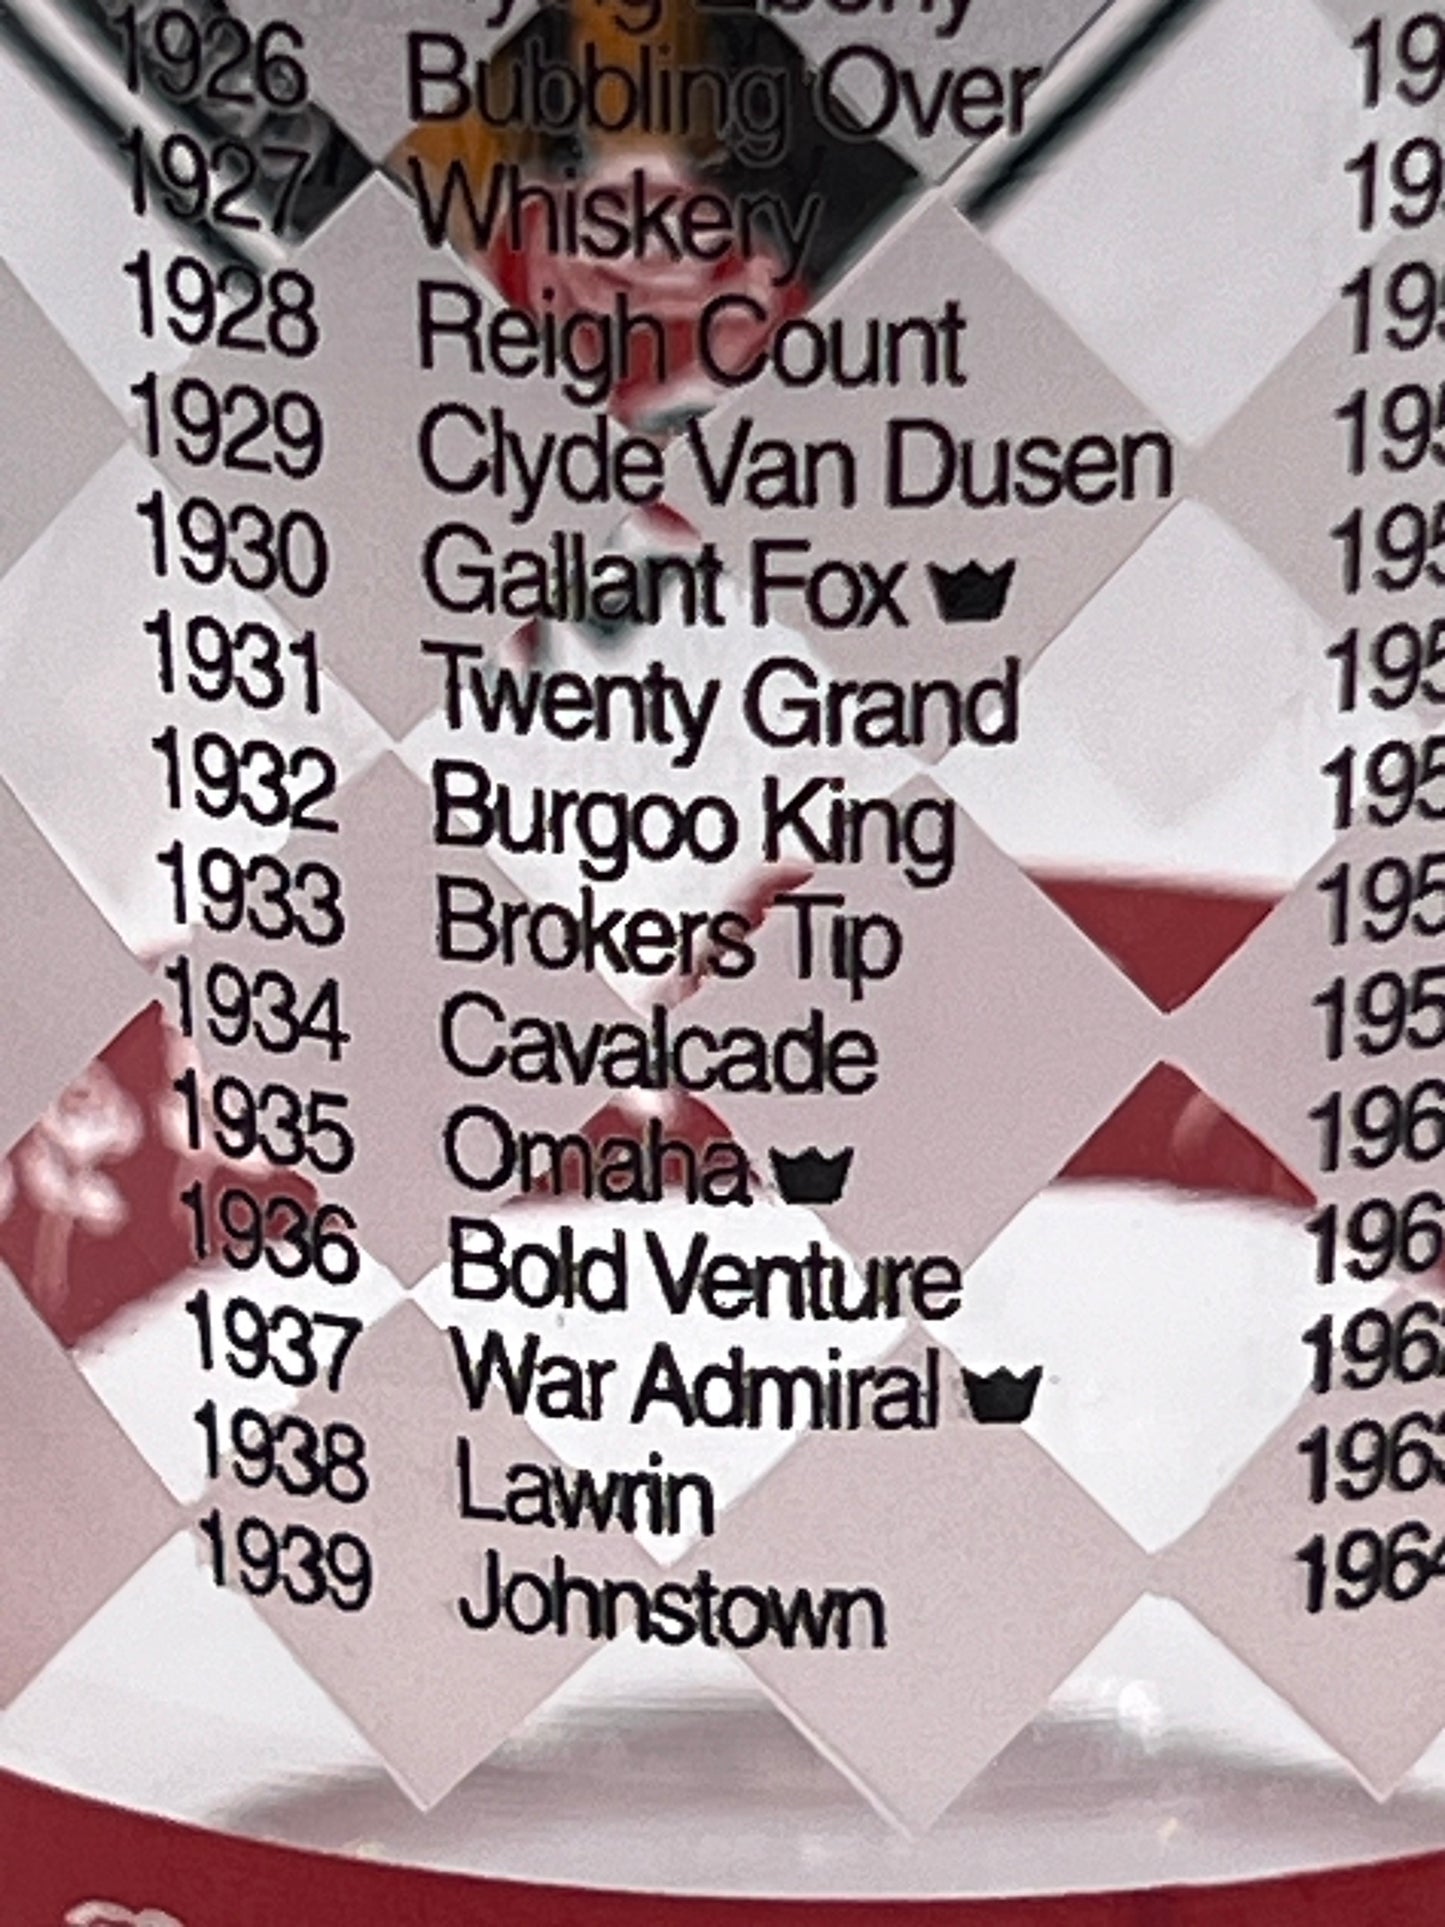 1926 Bubbling Over
1927 Whiskery
1928 Reigh Count
1929 Clyde Van Dusen
1930 Gallant Fox
1931 Twenty Grand
1932 Burgoo King
1933 Brokers Tip
1934 Cavalcade
1935 Omaha
1936 Bold Venture
1937 War Admiral
1938 Lawrin
1939 Johnstown
1964